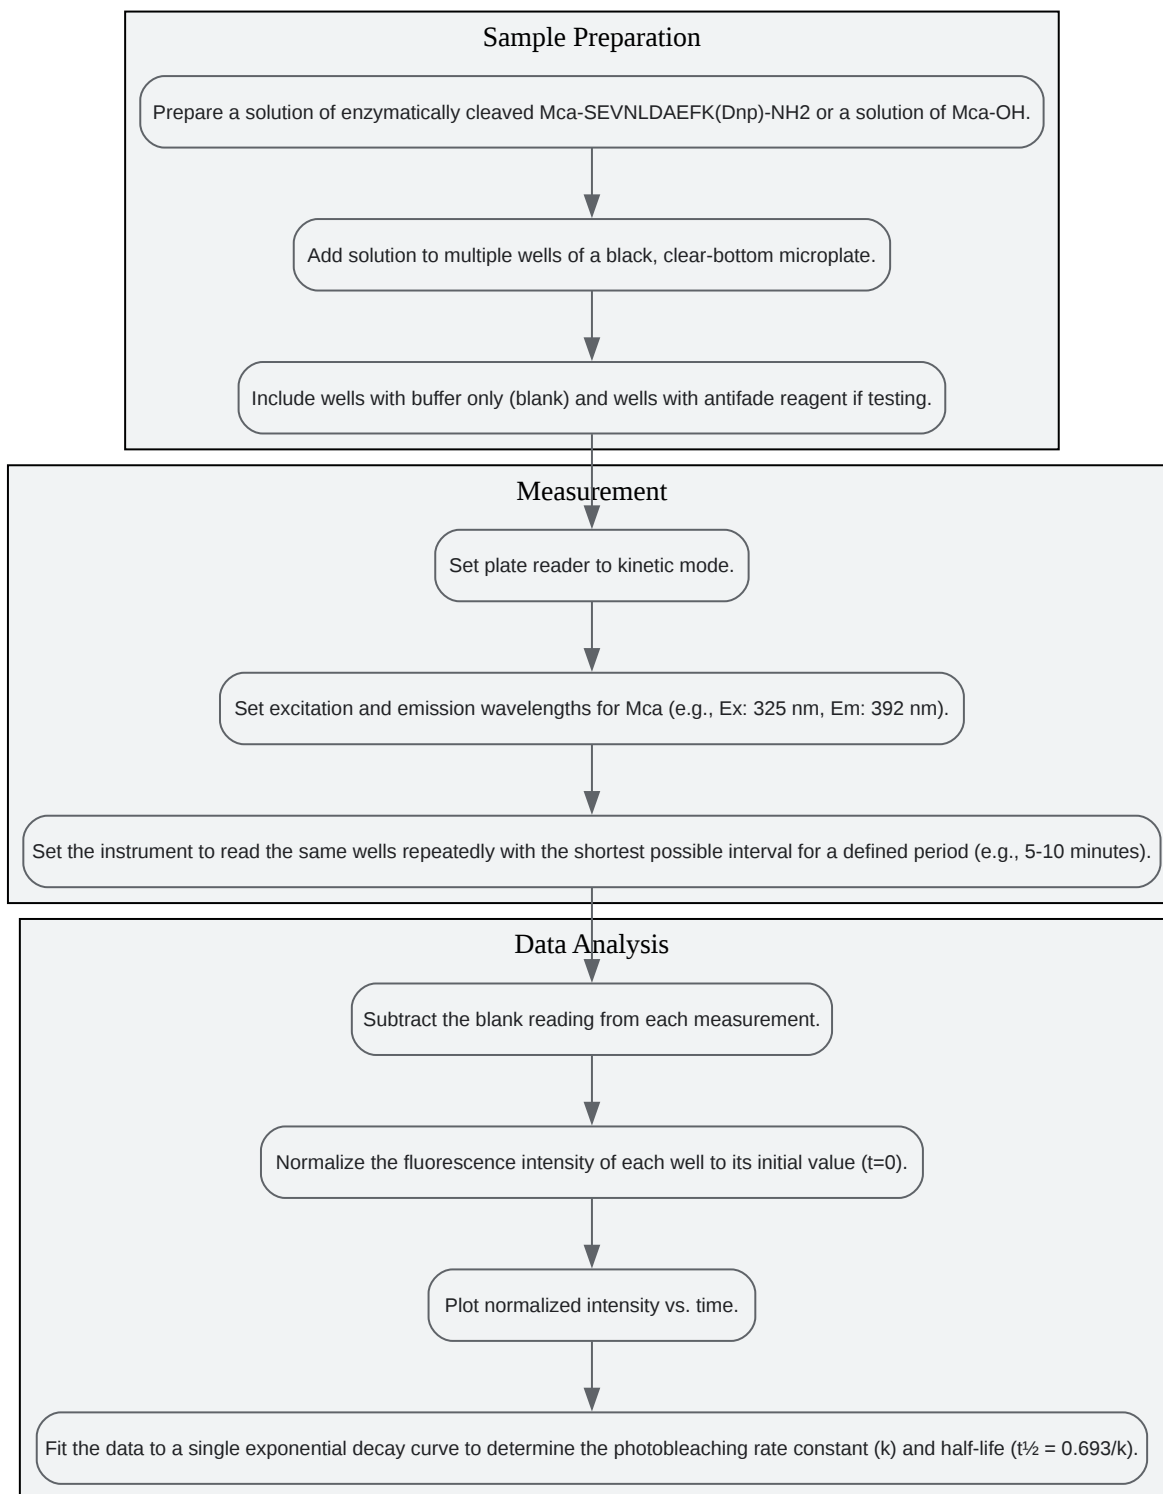 Sample Preparation
Prepare a solution of enzymatically cleaved Mca-SEVNLDAEFK(Dnp)-NH2 or a solution of Mca-OH.
Add solution to multiple wells of a black, clear-bottom microplate.
Include wells with buffer only (blank) and wells with antifade reagent if testing.
Measurement
Set plate reader to kinetic mode.
Set excitation and emission wavelengths for Mca (e.g., Ex: 325 nm, Em: 392 nm).
Set the instrument to read the same wells repeatedly with the shortest possible interval for a defined period (e.g., 5-10 minutes).
Data Analysis
Subtract the blank reading from each measurement.
Normalize the fluorescence intensity of each well to its initial value (t=0).
Plot normalized intensity vs. time.
Fit the data to a single exponential decay curve to determine the photobleaching rate constant (k) and half-life (t½ = 0.693/k).